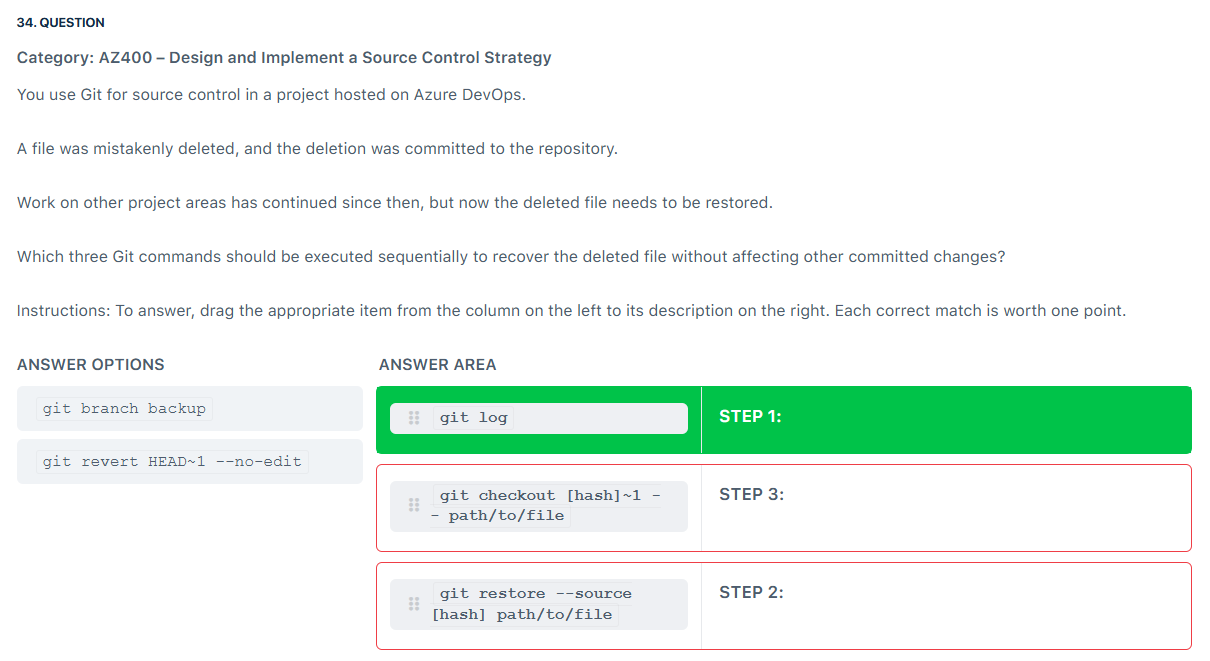 34. QUESTION
Category: AZ400 – Design and Implement a Source Control Strategy
You use Git for source control in a project hosted on Azure DevOps.
A file was mistakenly deleted, and the deletion was committed to the repository.
Work on other project areas has continued since then, but now the deleted file needs to be restored.
Which three Git commands should be executed sequentially to recover the deleted file without affecting other committed changes?
Instructions: To answer, drag the appropriate item from the column on the left to its description on the right. Each correct match is worth one point.
ANSWER OPTIONS
git branch backup
git revert HEAD~1 --no-edit
ANSWER AREA
git log
STEP 1:
git checkout [hash]~1 -
- path/to/file
STEP 3:
git restore --source
[hash] path/to/file
STEP 2: